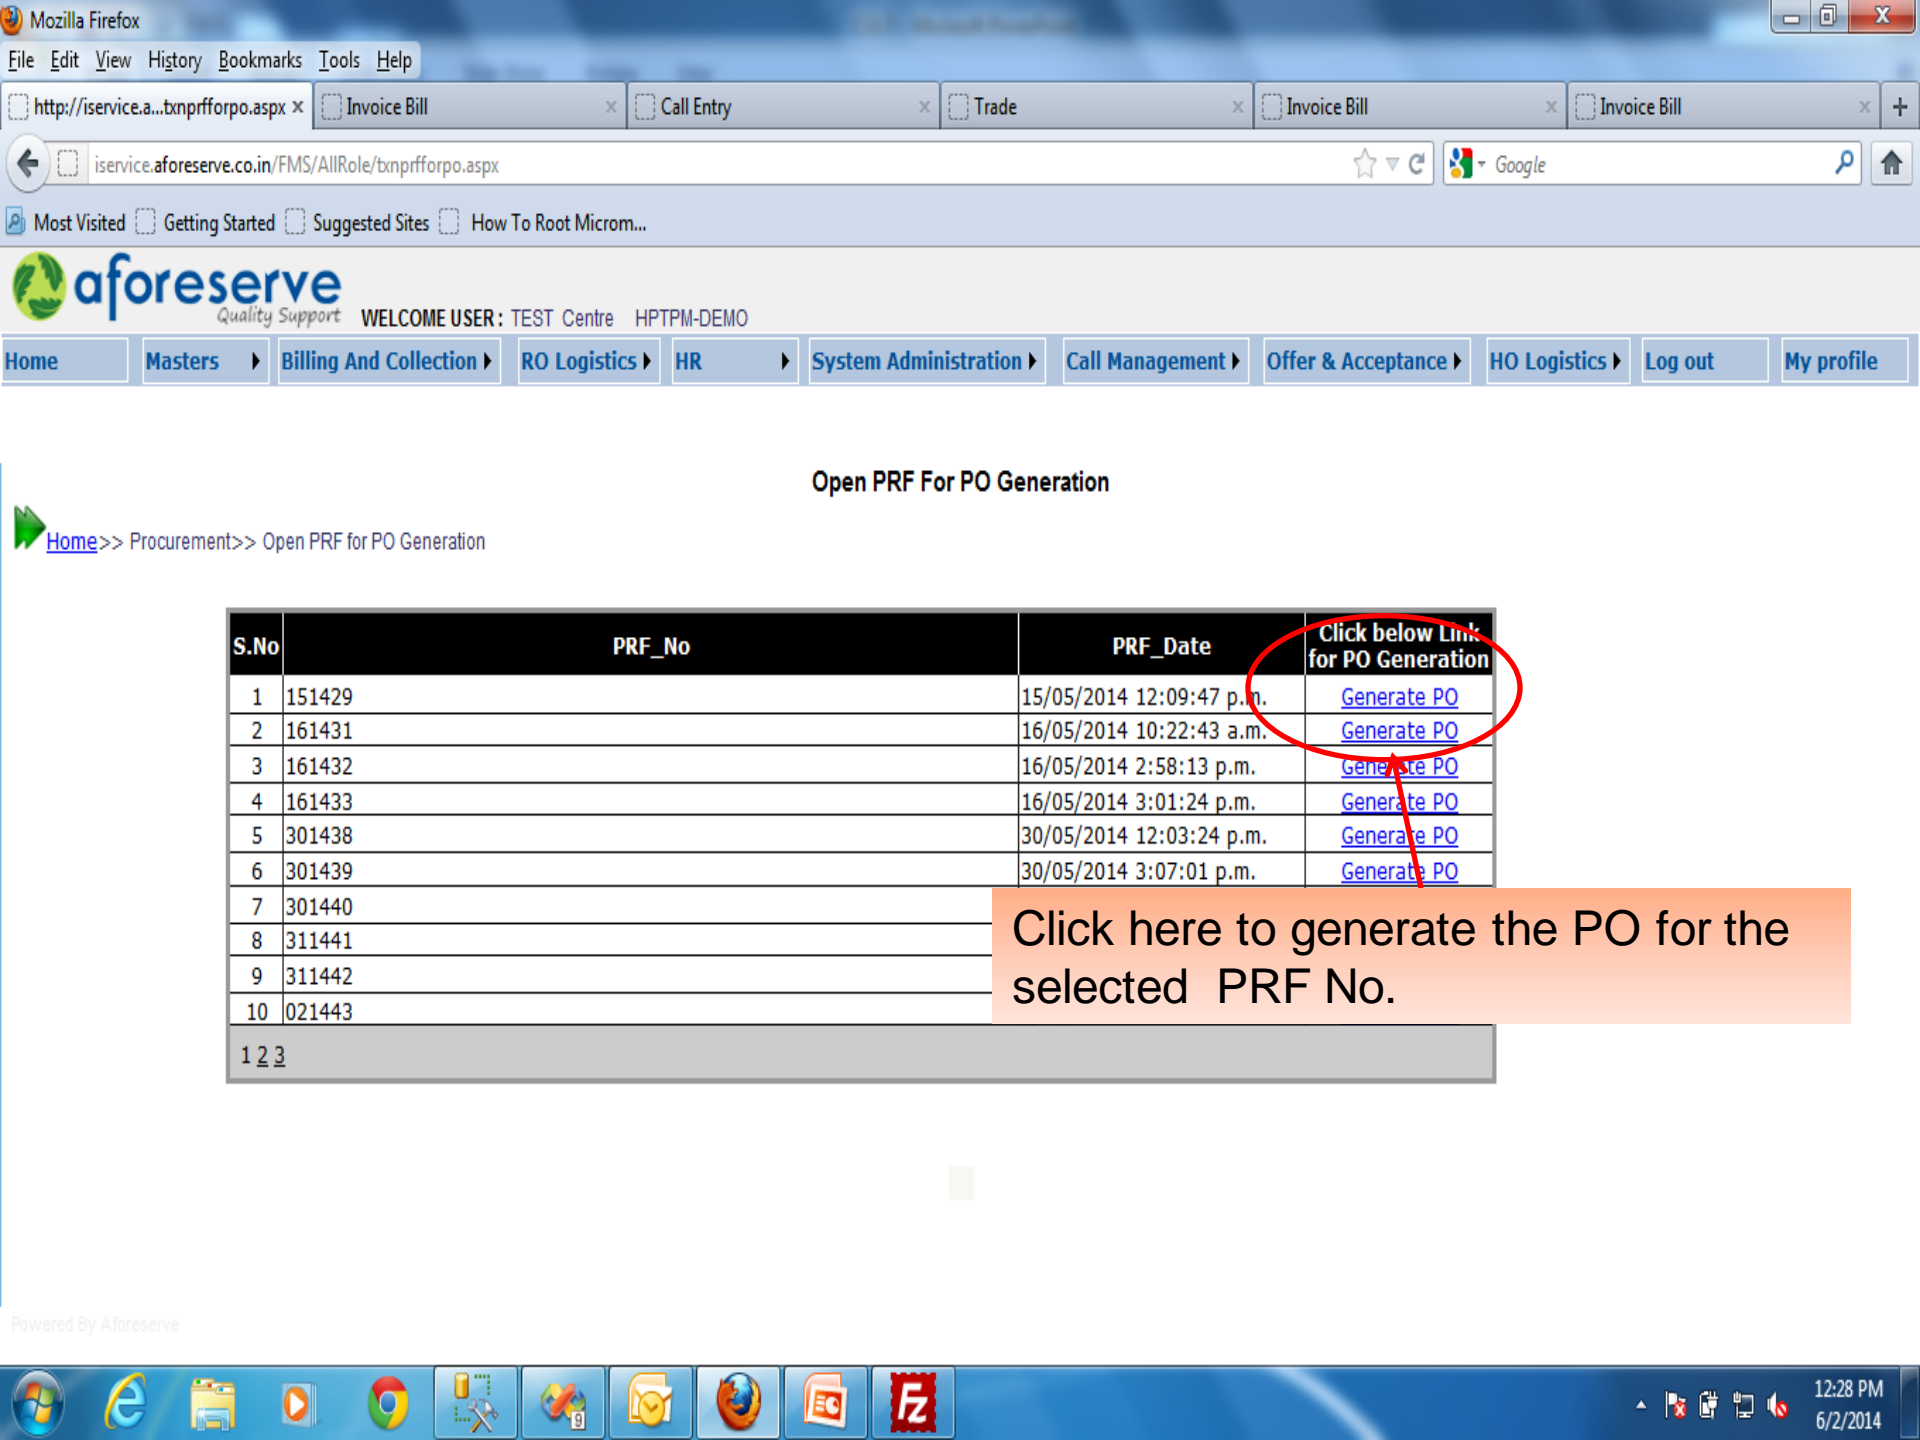 Mozilla Firefox
File Edit View History Bookmarks Tools Help
http://iservice.a...txnprfforpo.aspx Invoice Bill Call Entry Trade Invoice Bill Invoice Bill
iservice.aforeserve.co.in/FMS/AllRole/txnprfforpo.aspx Google
Most Visited Getting Started Suggested Sites How To Root Microm...
aforeserve
Quality Support WELCOME USER : TEST Centre HPTPM-DEMO
Home Masters Billing And Collection RO Logistics HR System Administration Call Management Offer & Acceptance HO Logistics Log out My profile
Open PRF For PO Generation
Home>> Procurement>> Open PRF for PO Generation
S.No PRF_No PRF_Date Click below Link for PO Generation
1 151429 15/05/2014 12:09:47 p.m. Generate PO
2 161431 16/05/2014 10:22:43 a.m. Generate PO
3 161432 16/05/2014 2:58:13 p.m. Generate PO
4 161433 16/05/2014 3:01:24 p.m. Generate PO
5 301438 30/05/2014 12:03:24 p.m. Generate PO
6 301439 30/05/2014 3:07:01 p.m. Generate PO
7 301440
8 311441
9 311442
10 021443
Click here to generate the PO for the
selected PRF No.
1 2 3
Powered By Aforeserve
9
Fz
12:28 PM
6/2/2014